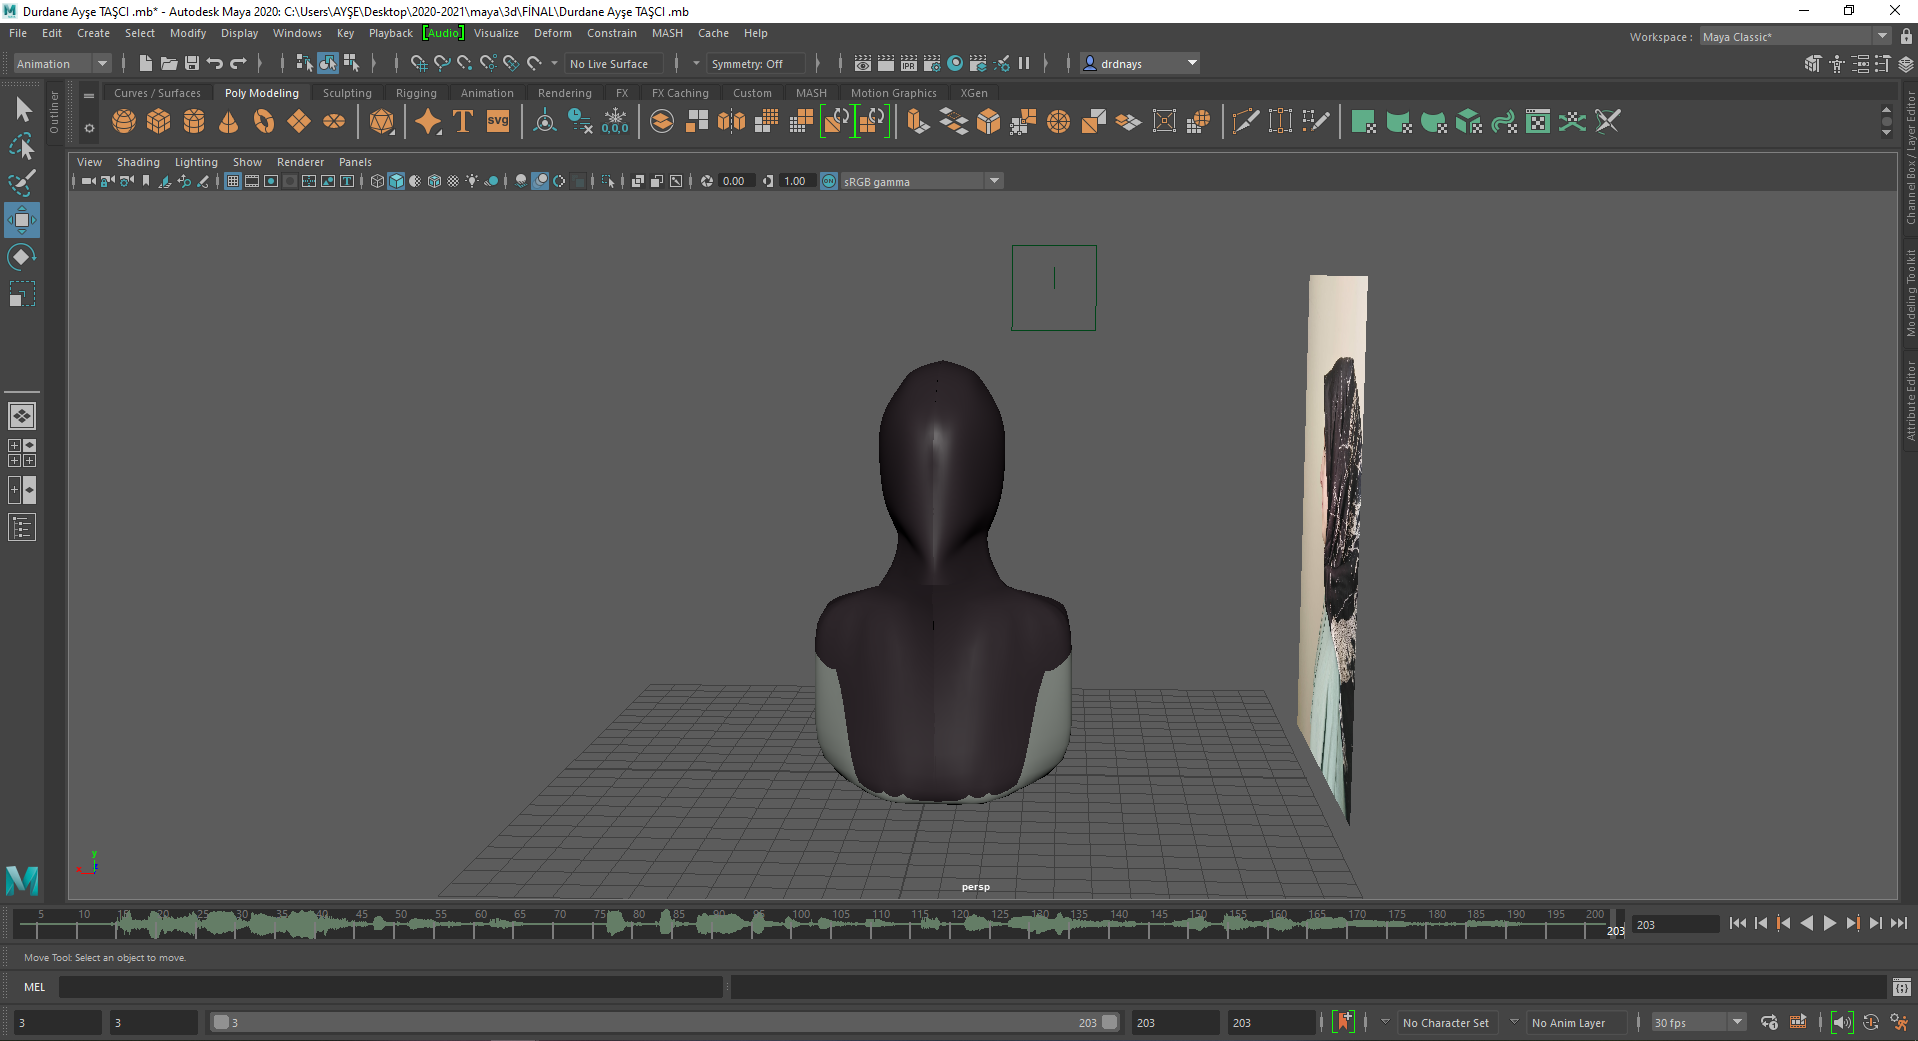 Durdane Ayşe TAŞCI .mb* - Autodesk Maya 2020: C:\Users\AYŞE\Desktop\2020-2021\maya\3d\FİNAL\Durdane Ayşe TAŞCI .mb
File Edit Create Select Modify Display Windows Key Playback [Audio] Visualize Deform Constrain MASH Cache Help
Workspace : Maya Classic*
Animation No Live Surface Symmetry: Off IPR drdnays
Outliner
Curves / Surfaces Poly Modeling Sculpting Rigging Animation Rendering FX FX Caching Custom MASH Motion Graphics XGen
T svg 0,0,0
View Shading Lighting Show Renderer Panels
0.00 1.00 ON sRGB gamma
Channel Box / Layer Editor
Modeling Toolkit
Attribute Editor
y
x
persp
5 10 15 20 25 30 35 40 45 50 55 60 65 70 75 80 85 90 95 100 105 110 115 120 125 130 135 140 145 150 155 160 165 170 175 180 185 190 195 200
203 203
Move Tool: Select an object to move.
MEL
3 3 3 203 203 203 No Character Set No Anim Layer 30 fps